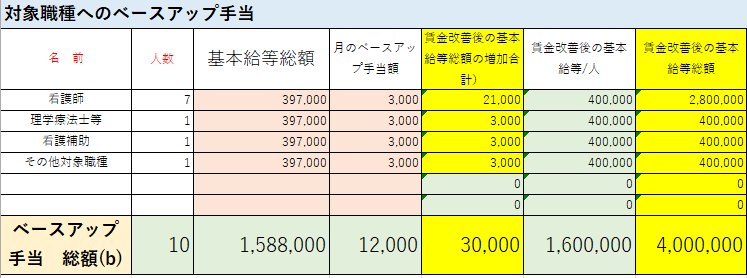 対象職種へのベースアップ手当
名 前 人数 基本給等総額 月のベースアップ手当額 賃金改善後の基本給等総額の増加合計) 賃金改善後の基本給等/人 賃金改善後の基本給等総額
看護師 7 397,000 3,000 21,000 400,000 2,800,000
理学療法士等 1 397,000 3,000 3,000 400,000 400,000
看護補助 1 397,000 3,000 3,000 400,000 400,000
その他対象職種 1 397,000 3,000 3,000 400,000 400,000
0 0 0
0 0 0
ベースアップ手当 総額(b) 10 1,588,000 12,000 30,000 1,600,000 4,000,000